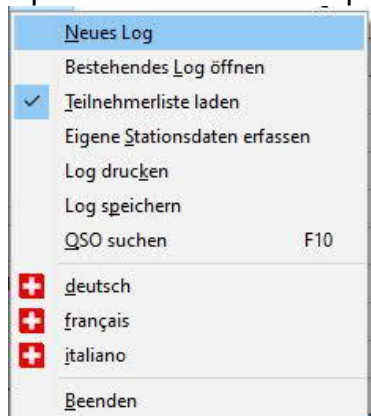 Neues Log
Bestehendes Log öffnen
Teilnehmerliste laden
Eigene Stationsdaten erfassen
Log drucken
Log speichern
QSO suchen F10
deutsch
français
italiano
Beenden